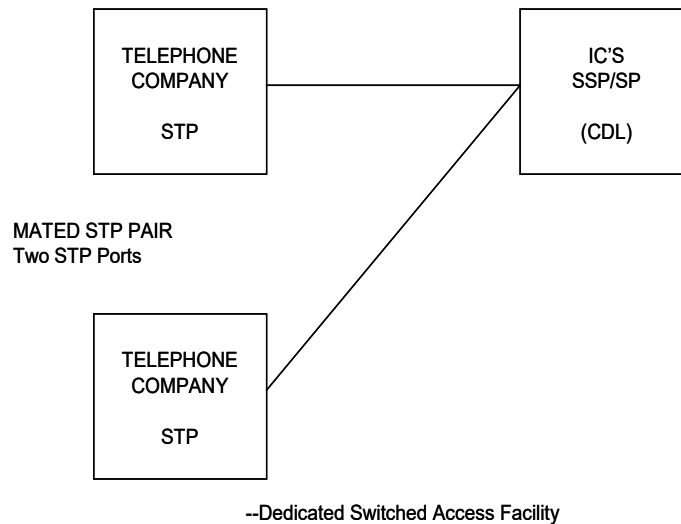 TELEPHONE
COMPANY
STP
IC'S
SSP/SP
(CDL)
MATED STP PAIR
Two STP Ports
TELEPHONE
COMPANY
STP
--Dedicated Switched Access Facility